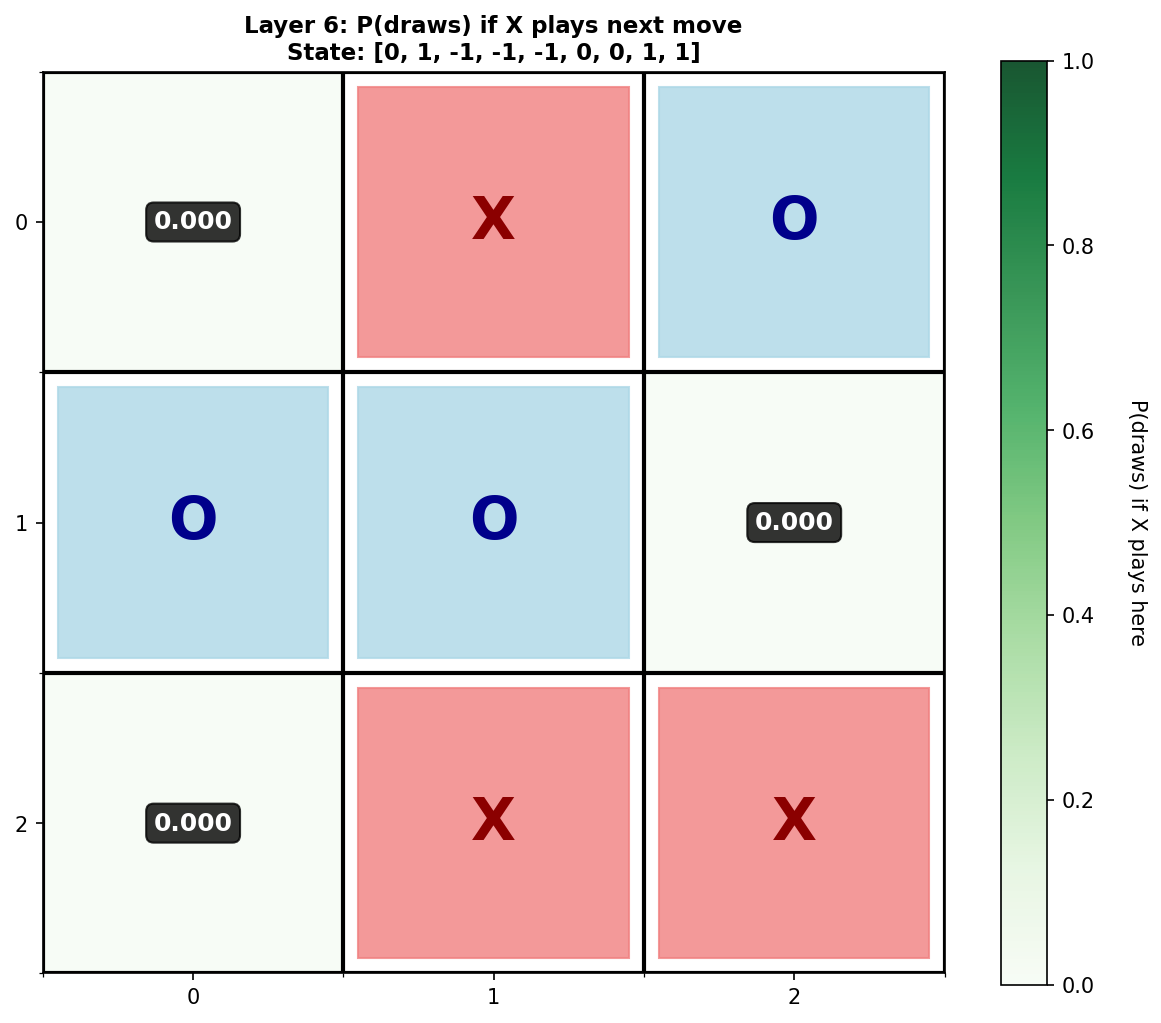 Layer 6: P(draws) if X plays next move
State: [0, 1, -1, -1, -1, 0, 0, 1, 1]
0
0.000
X
O
1
O
O
0.000
2
0.000
X
X
0
1
2
1.0
0.8
0.6
0.4
0.2
0.0
P(draws) if X plays here